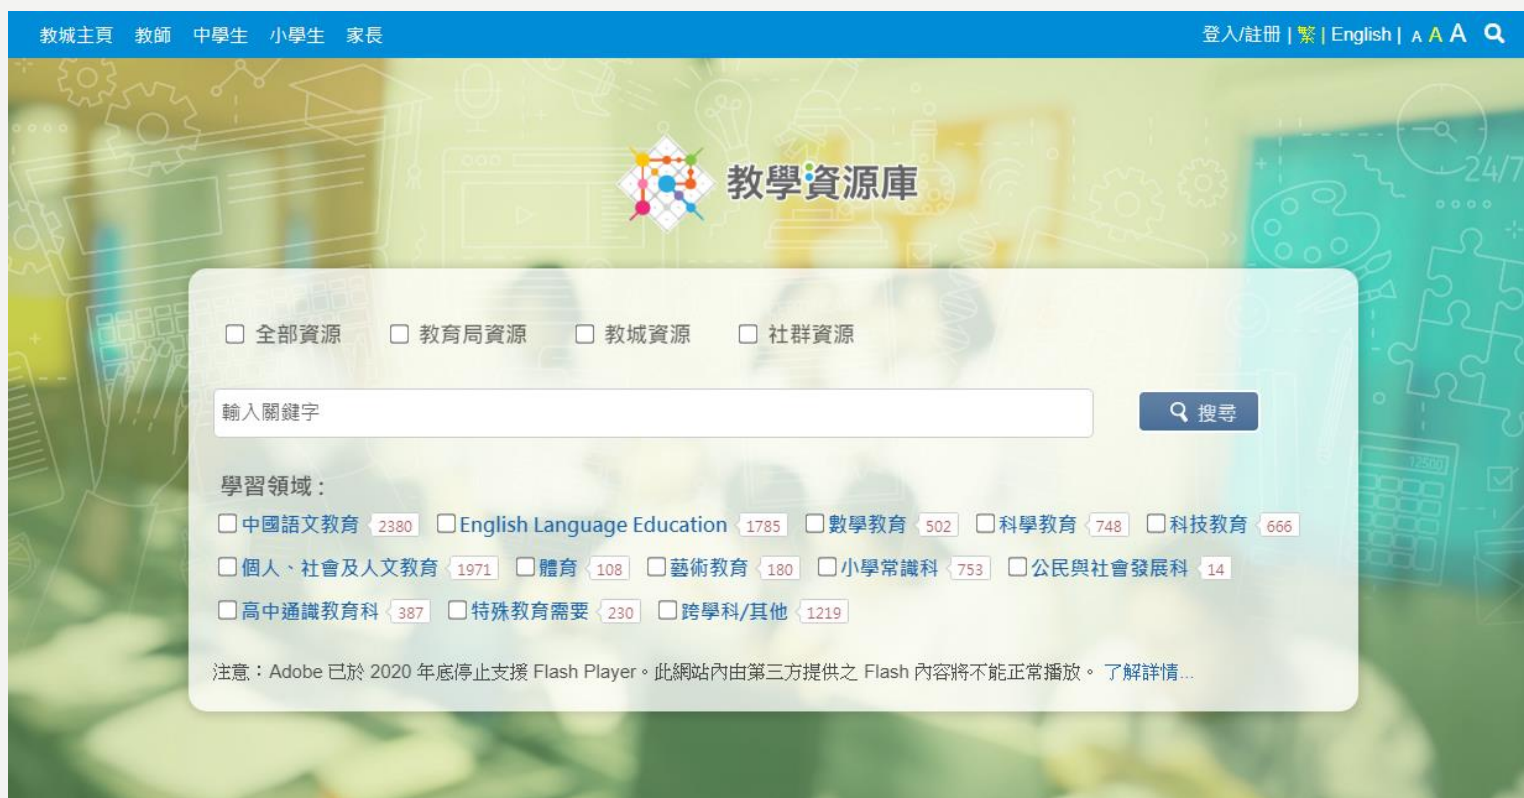 教城主頁 教師 中學生 小學生 家長 登入/註冊 | 繁 | English | A A A
24/7
教學資源庫
全部資源 教育局資源 教城資源 社群資源
輸入關鍵字 搜尋
12500
學習領域 :
中國語文教育 2380 English Language Education 1785 數學教育 502 科學教育 748 科技教育 666
個人、社會及人文教育 1971 體育 108 藝術教育 180 小學常識科 753 公民與社會發展科 14
高中通識教育科 387 特殊教育需要 230 跨學科/其他 1219
注意：Adobe 已於 2020 年底停止支援 Flash Player。此網站內由第三方提供之 Flash 內容將不能正常播放。 了解詳情...